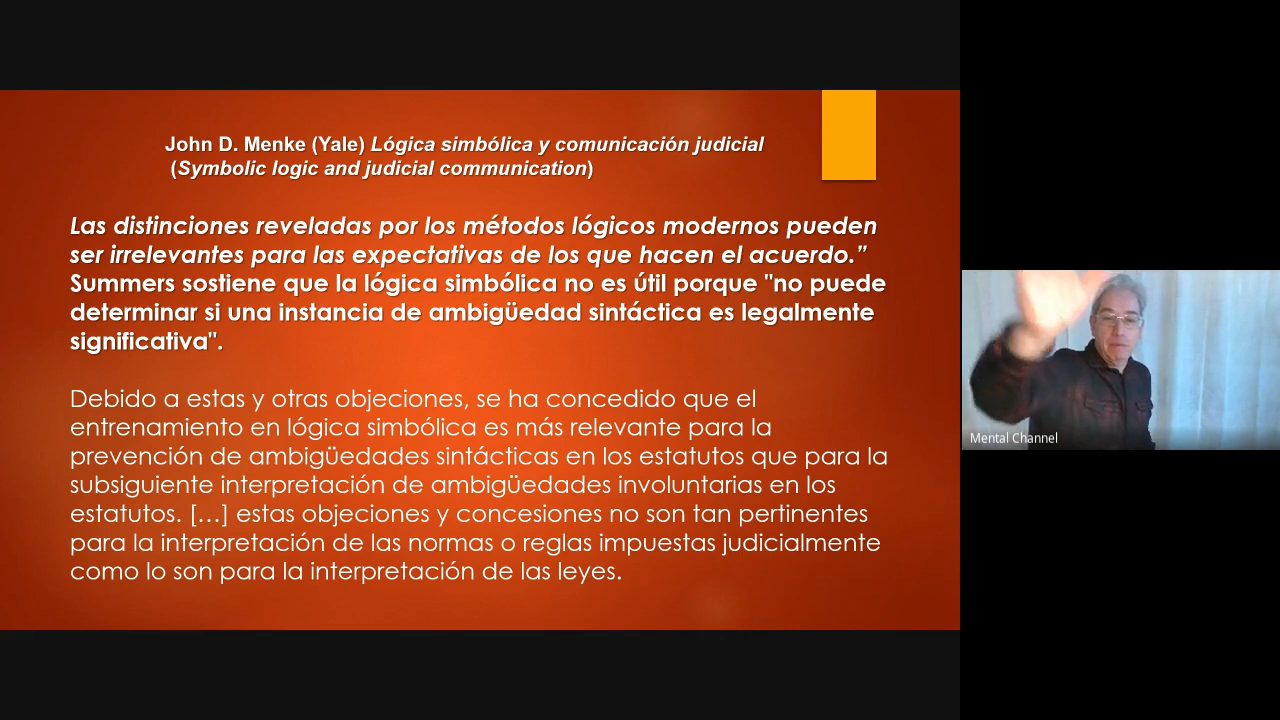 John D. Menke (Yale) Lógica simbólica y comunicación judicial
(Symbolic logic and judicial communication)
Las distinciones reveladas por los métodos lógicos modernos pueden
ser irrelevantes para las expectativas de los que hacen el acuerdo.”
Summers sostiene que la lógica simbólica no es útil porque "no puede
determinar si una instancia de ambigüedad sintáctica es legalmente
significativa".
Debido a estas y otras objeciones, se ha concedido que el
entrenamiento en lógica simbólica es más relevante para la
prevención de ambigüedades sintácticas en los estatutos que para la
subsiguiente interpretación de ambigüedades involuntarias en los
estatutos. […] estas objeciones y concesiones no son tan pertinentes
para la interpretación de las normas o reglas impuestas judicialmente
como lo son para la interpretación de las leyes.
Mental Channel